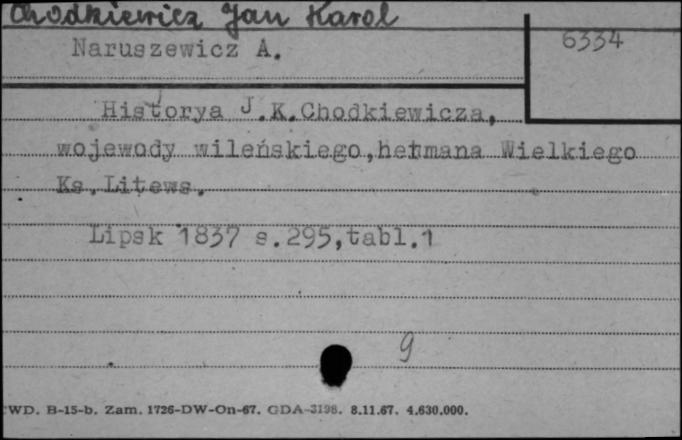 Chodkiewicz Jan Karol
6334
Naruszewicz A.
Historya J.K.Chodkiewicza,
wojewody wileńskiego,hetmana Wielkiego
Ks.Litews.
Lipsk 1837 s.295,tabl.1
9
WD. B-15-b. Zam. 1726-DW-On-67. GDA-3198. 8.11.67. 4.630.000.